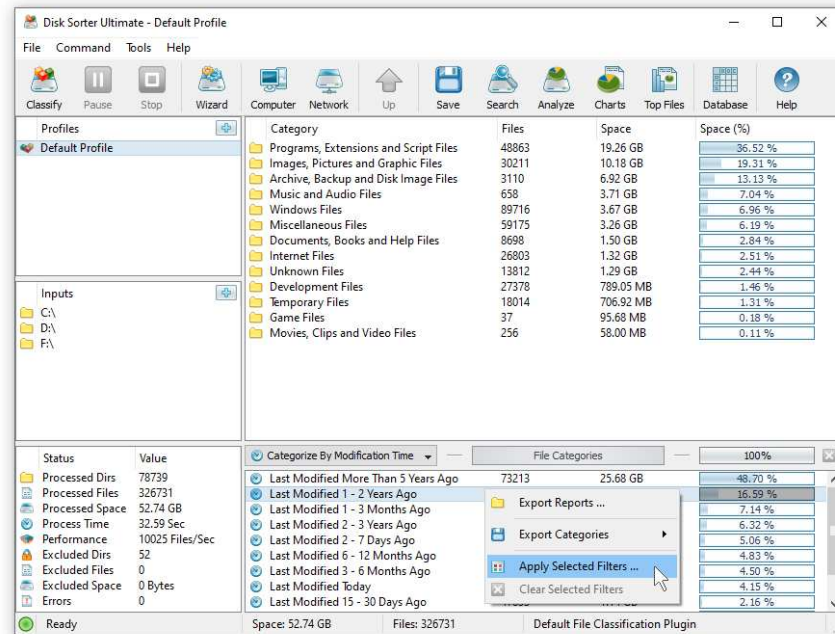 Disk Sorter Ultimate - Default Profile
File Command Tools Help
Classify Pause Stop Wizard Computer Network Up Save Search Analyze Charts Top Files Database Help
Profiles
Default Profile
Inputs
C:\
D:\
F:\
Category Files Space Space (%)
Programs, Extensions and Script Files 48863 19.26 GB 36.52 %
Images, Pictures and Graphic Files 30211 10.18 GB 19.31 %
Archive, Backup and Disk Image Files 3110 6.92 GB 13.13 %
Music and Audio Files 658 3.71 GB 7.04 %
Windows Files 89716 3.67 GB 6.96 %
Miscellaneous Files 59175 3.26 GB 6.19 %
Documents, Books and Help Files 8698 1.50 GB 2.84 %
Internet Files 26803 1.32 GB 2.51 %
Unknown Files 13812 1.29 GB 2.44 %
Development Files 27378 789.05 MB 1.46 %
Temporary Files 18014 706.92 MB 1.31 %
Game Files 37 95.68 MB 0.18 %
Movies, Clips and Video Files 256 58.00 MB 0.11 %
Status Value
Processed Dirs 78739
Processed Files 326731
Processed Space 52.74 GB
Process Time 32.59 Sec
Performance 10025 Files/Sec
Excluded Dirs 52
Excluded Files 0
Excluded Space 0 Bytes
Errors 0
Categorize By Modification Time File Categories 100%
Last Modified More Than 5 Years Ago 73213 25.68 GB 48.70 %
Last Modified 1 - 2 Years Ago 16.59 %
Last Modified 1 - 3 Months Ago 7.14 %
Last Modified 2 - 3 Years Ago 6.32 %
Last Modified 2 - 7 Days Ago 5.06 %
Last Modified 6 - 12 Months Ago 4.83 %
Last Modified 3 - 6 Months Ago 4.50 %
Last Modified Today 4.15 %
Last Modified 15 - 30 Days Ago 2.16 %
Export Reports ...
Export Categories
Apply Selected Filters ...
Clear Selected Filters
Ready Space: 52.74 GB Files: 326731 Default File Classification Plugin